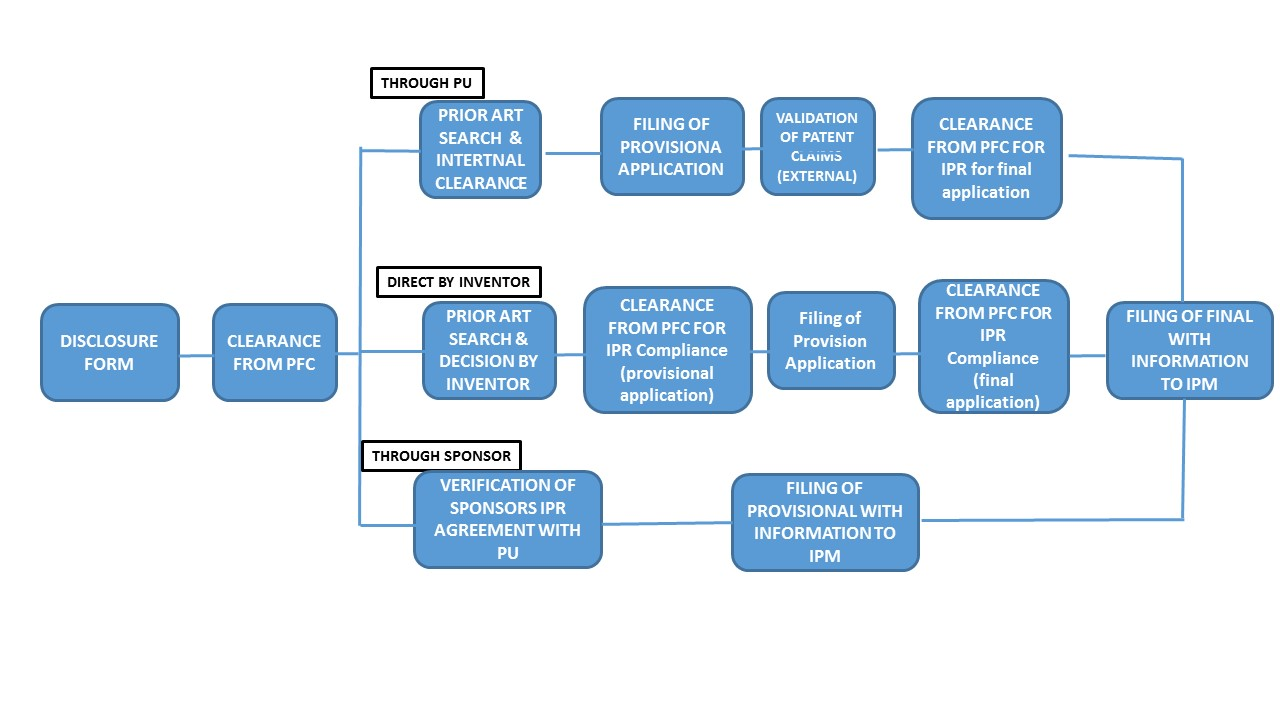 THROUGH PU
PRIOR ART
SEARCH &
INTERTNAL
CLEARANCE
FILING OF
PROVISIONA
APPLICATION
VALIDATION
OF PATENT
CLAIMS
(EXTERNAL)
CLEARANCE
FROM PFC FOR
IPR for final
application
DISCLOSURE
FORM
CLEARANCE
FROM PFC
DIRECT BY INVENTOR
PRIOR ART
SEARCH &
DECISION BY
INVENTOR
CLEARANCE
FROM PFC FOR
IPR Compliance
(provisional
application)
Filing of
Provision
Application
CLEARANCE
FROM PFC FOR
IPR
Compliance
(final
application)
FILING OF FINAL
WITH
INFORMATION
TO IPM
THROUGH SPONSOR
VERIFICATION OF
SPONSORS IPR
AGREEMENT WITH
PU
FILING OF
PROVISIONAL WITH
INFORMATION TO
IPM